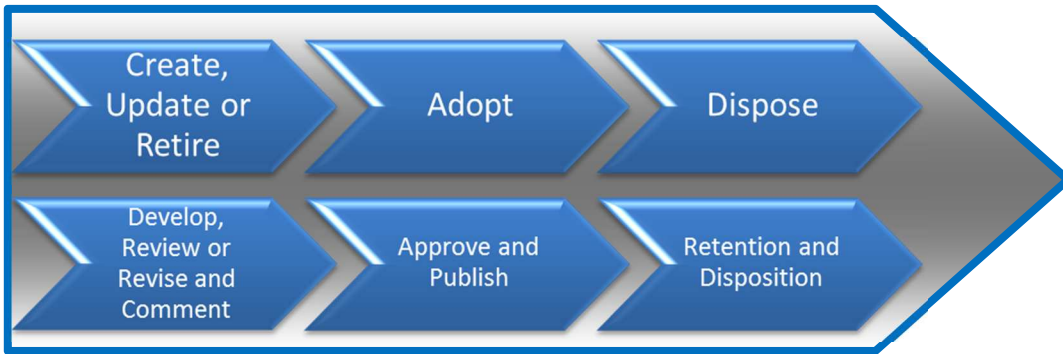 Create,
Update or
Retire
Adopt
Dispose
Develop,
Review or
Revise and
Comment
Approve and
Publish
Retention and
Disposition